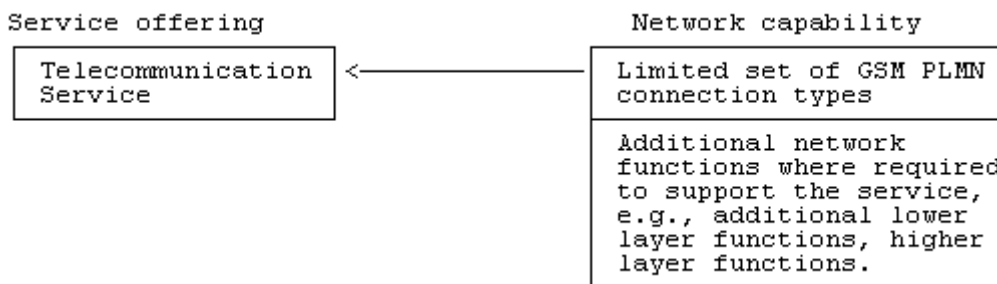 Service offering
Network capability
Telecommunication
Service
<
Limited set of GSM PLMN
connection types
Additional network
functions where required
to support the service,
e.g., additional lower
layer functions, higher
layer functions.